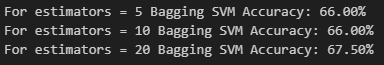 For estimators = 5 Bagging SVM Accuracy: 66.00%
For estimators = 10 Bagging SVM Accuracy: 66.00%
For estimators = 20 Bagging SVM Accuracy: 67.50%